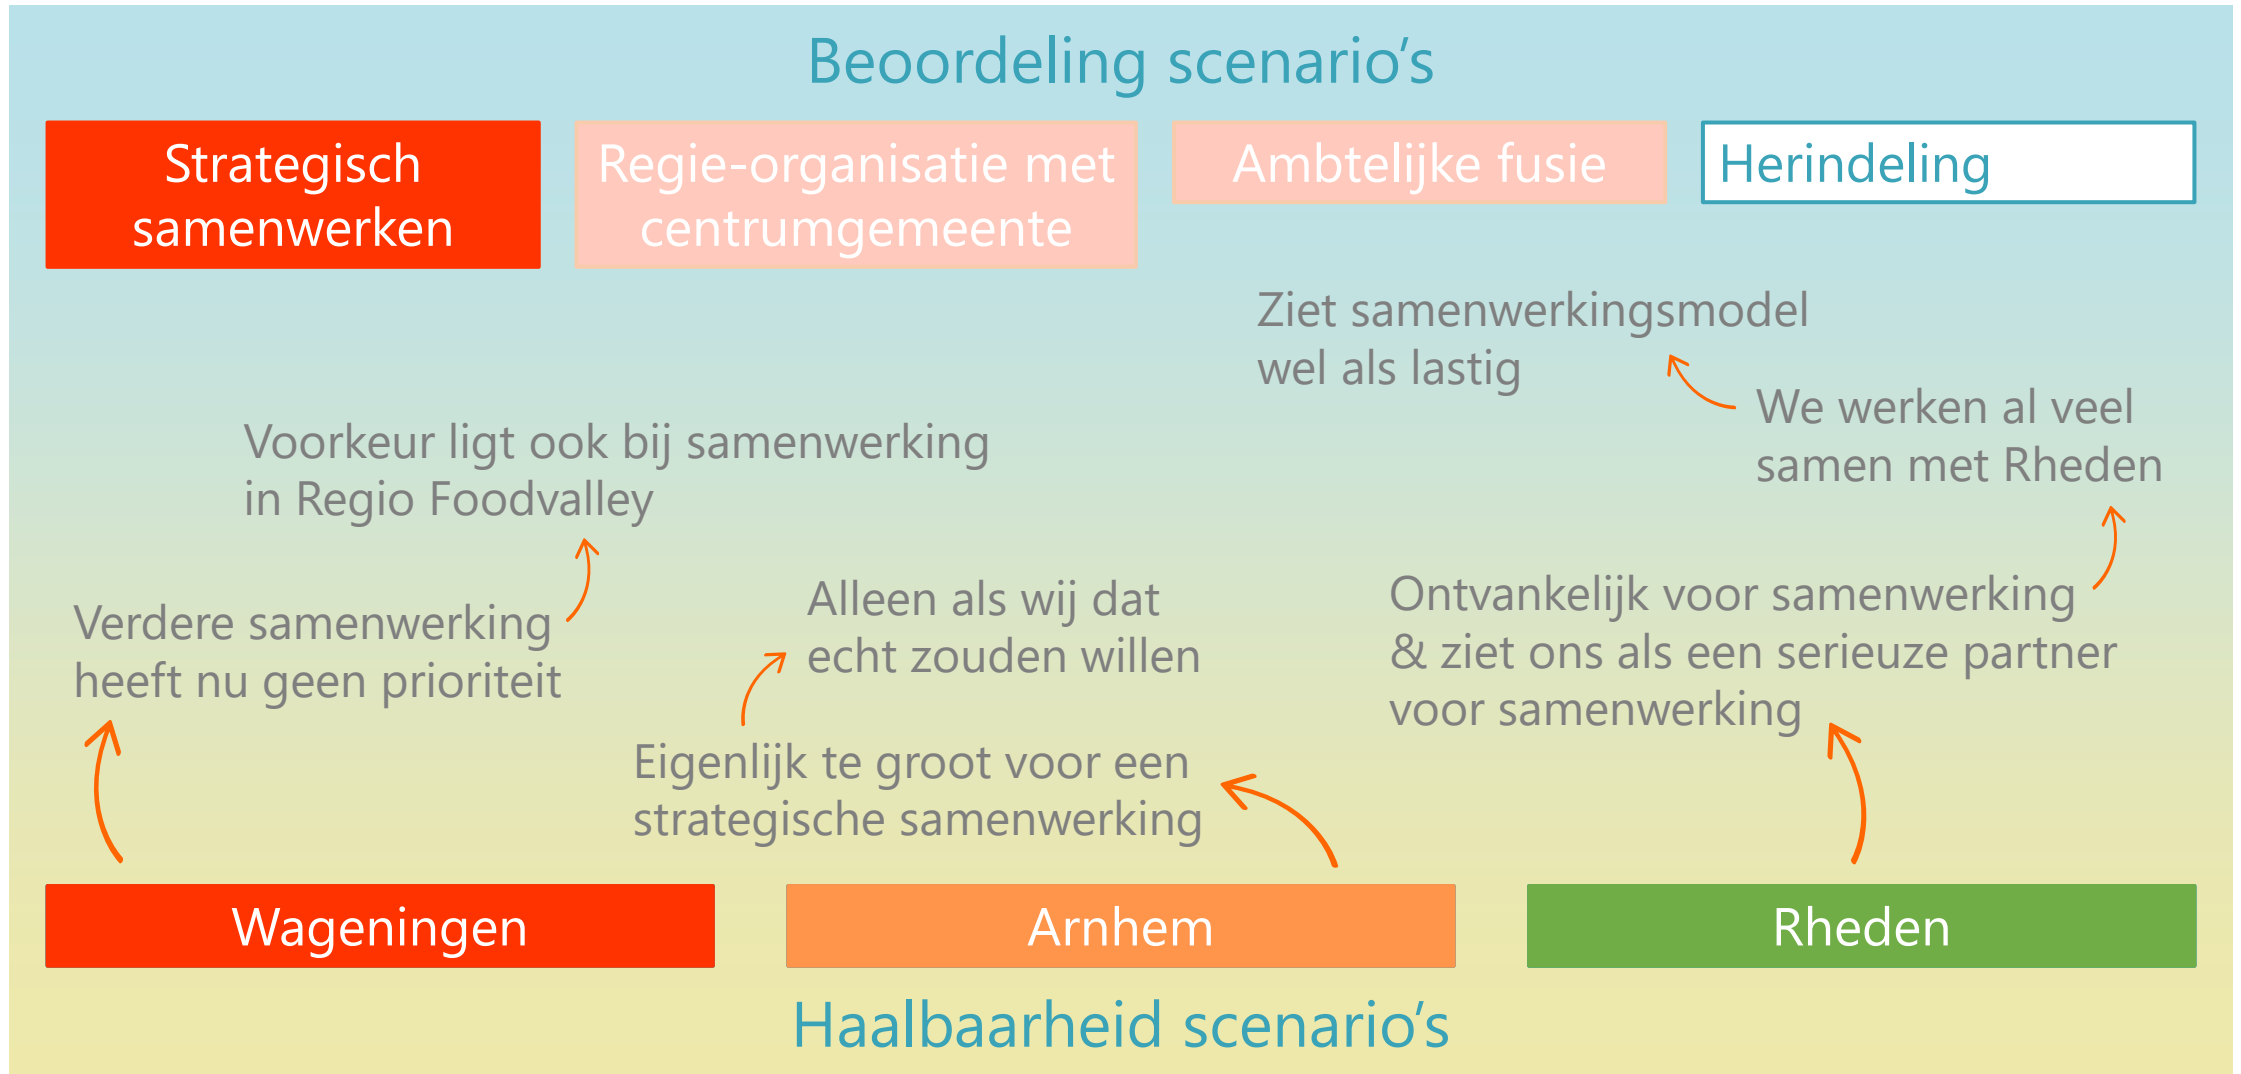 Beoordeling scenario’s
Strategisch
samenwerken
Regie-organisatie met
centrumgemeente
Ambtelijke fusie
Herindeling
Ziet samenwerkingsmodel
wel als lastig
We werken al veel
samen met Rheden
Voorkeur ligt ook bij samenwerking
in Regio Foodvalley
Verdere samenwerking
heeft nu geen prioriteit
Alleen als wij dat
echt zouden willen
Ontvankelijk voor samenwerking
& ziet ons als een serieuze partner
voor samenwerking
Eigenlijk te groot voor een
strategische samenwerking
Wageningen
Arnhem
Rheden
Haalbaarheid scenario’s